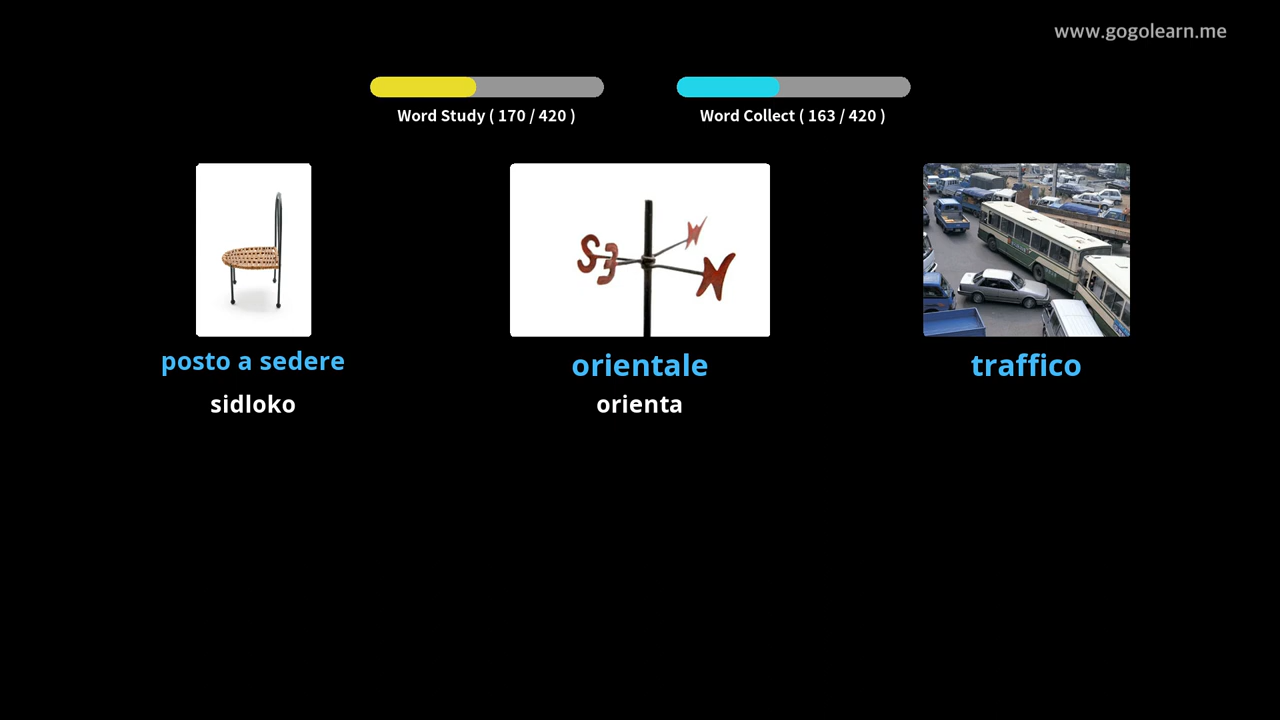 www.gogolearn.me
Word Study ( 170 / 420 )
Word Collect ( 163 / 420 )
S E N W
posto a sedere
orientale
traffico
sidloko
orienta